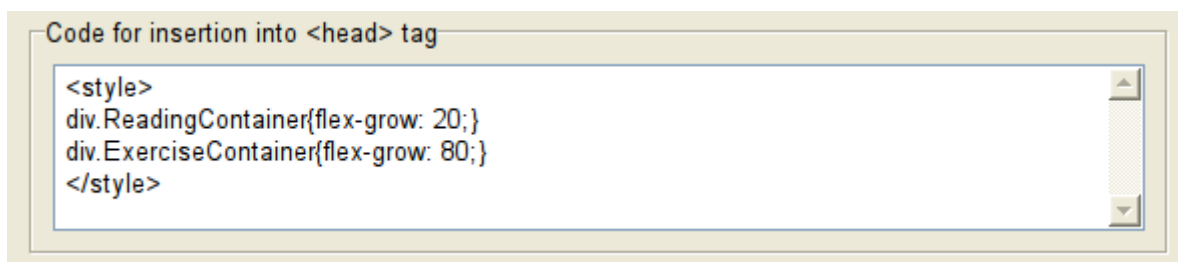 Code for insertion into <head> tag
<style>
div.ReadingContainer{flex-grow: 20;}
div.ExerciseContainer{flex-grow: 80;}
</style>